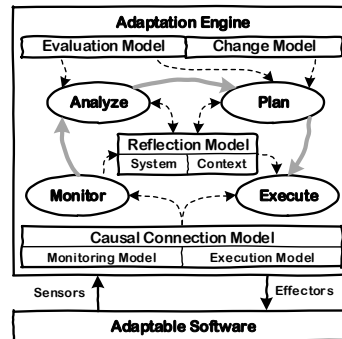 Adaptation Engine
Evaluation Model Change Model
Analyze Plan
Reflection Model
System Context
Monitor Execute
Causal Connection Model
Monitoring Model Execution Model
Sensors Effectors
Adaptable Software